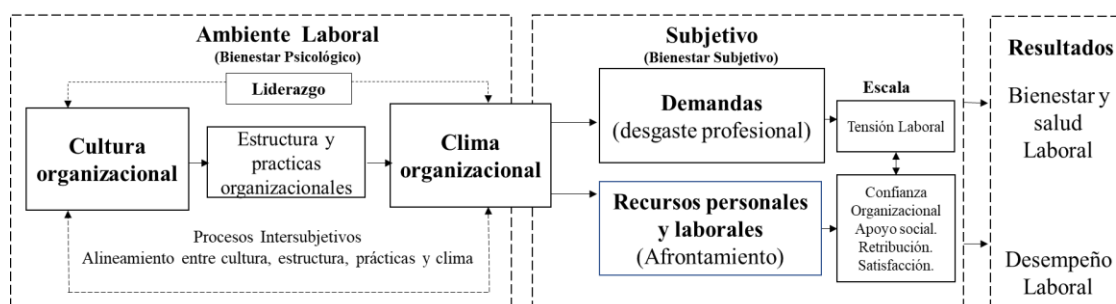 Ambiente Laboral
(Bienestar Psicológico)
Liderazgo
Cultura
organizacional
Estructura y
practicas
organizacionales
Clima
organizacional
Procesos Intersubjetivos
Alineamiento entre cultura, estructura, prácticas y clima
Subjetivo
(Bienestar Subjetivo)
Demandas
(desgaste profesional)
Escala
Tensión Laboral
Recursos personales
y laborales
(Afrontamiento)
Confianza
Organizacional
Apoyo social.
Retribución.
Satisfacción.
Resultados
Bienestar y
salud
Laboral
Desempeño
Laboral